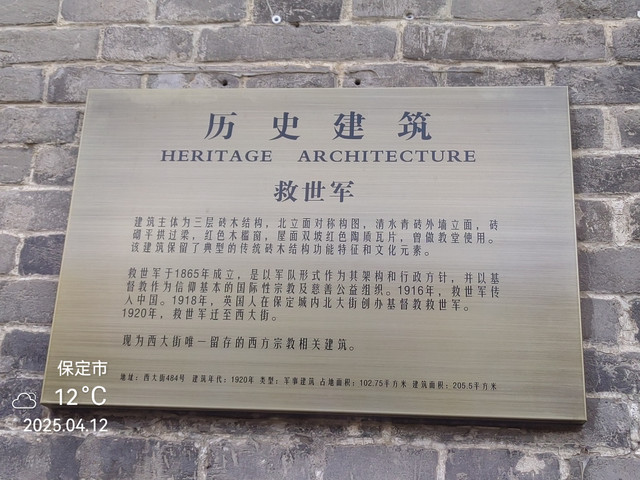 历史建筑
HERITAGE ARCHITECTURE
救世军
建筑主体为三层砖木结构，北立面对称构图，清水青砖外墙立面，砖
砌平拱过梁，红色木槛窗，屋面双坡红色陶质瓦片，曾做教堂使用。
该建筑保留了典型的传统砖木结构功能特征和文化元素。
救世军于1865年成立，是以军队形式作为其架构和行政方针，并以基
督教作为信仰基本的国际性宗教及慈善公益组织。1916年，救世军传
入中国。1918年，英国人在保定城内北大街创办基督教救世军。
1920年，救世军迁至西大街。
现为西大街唯一留存的西方宗教相关建筑。
地址：西大街484号 建筑年代：1920年 类型：军事建筑 占地面积：102.75平方米 建筑面积：205.5平方米
保定市
12°C
2025.04.12